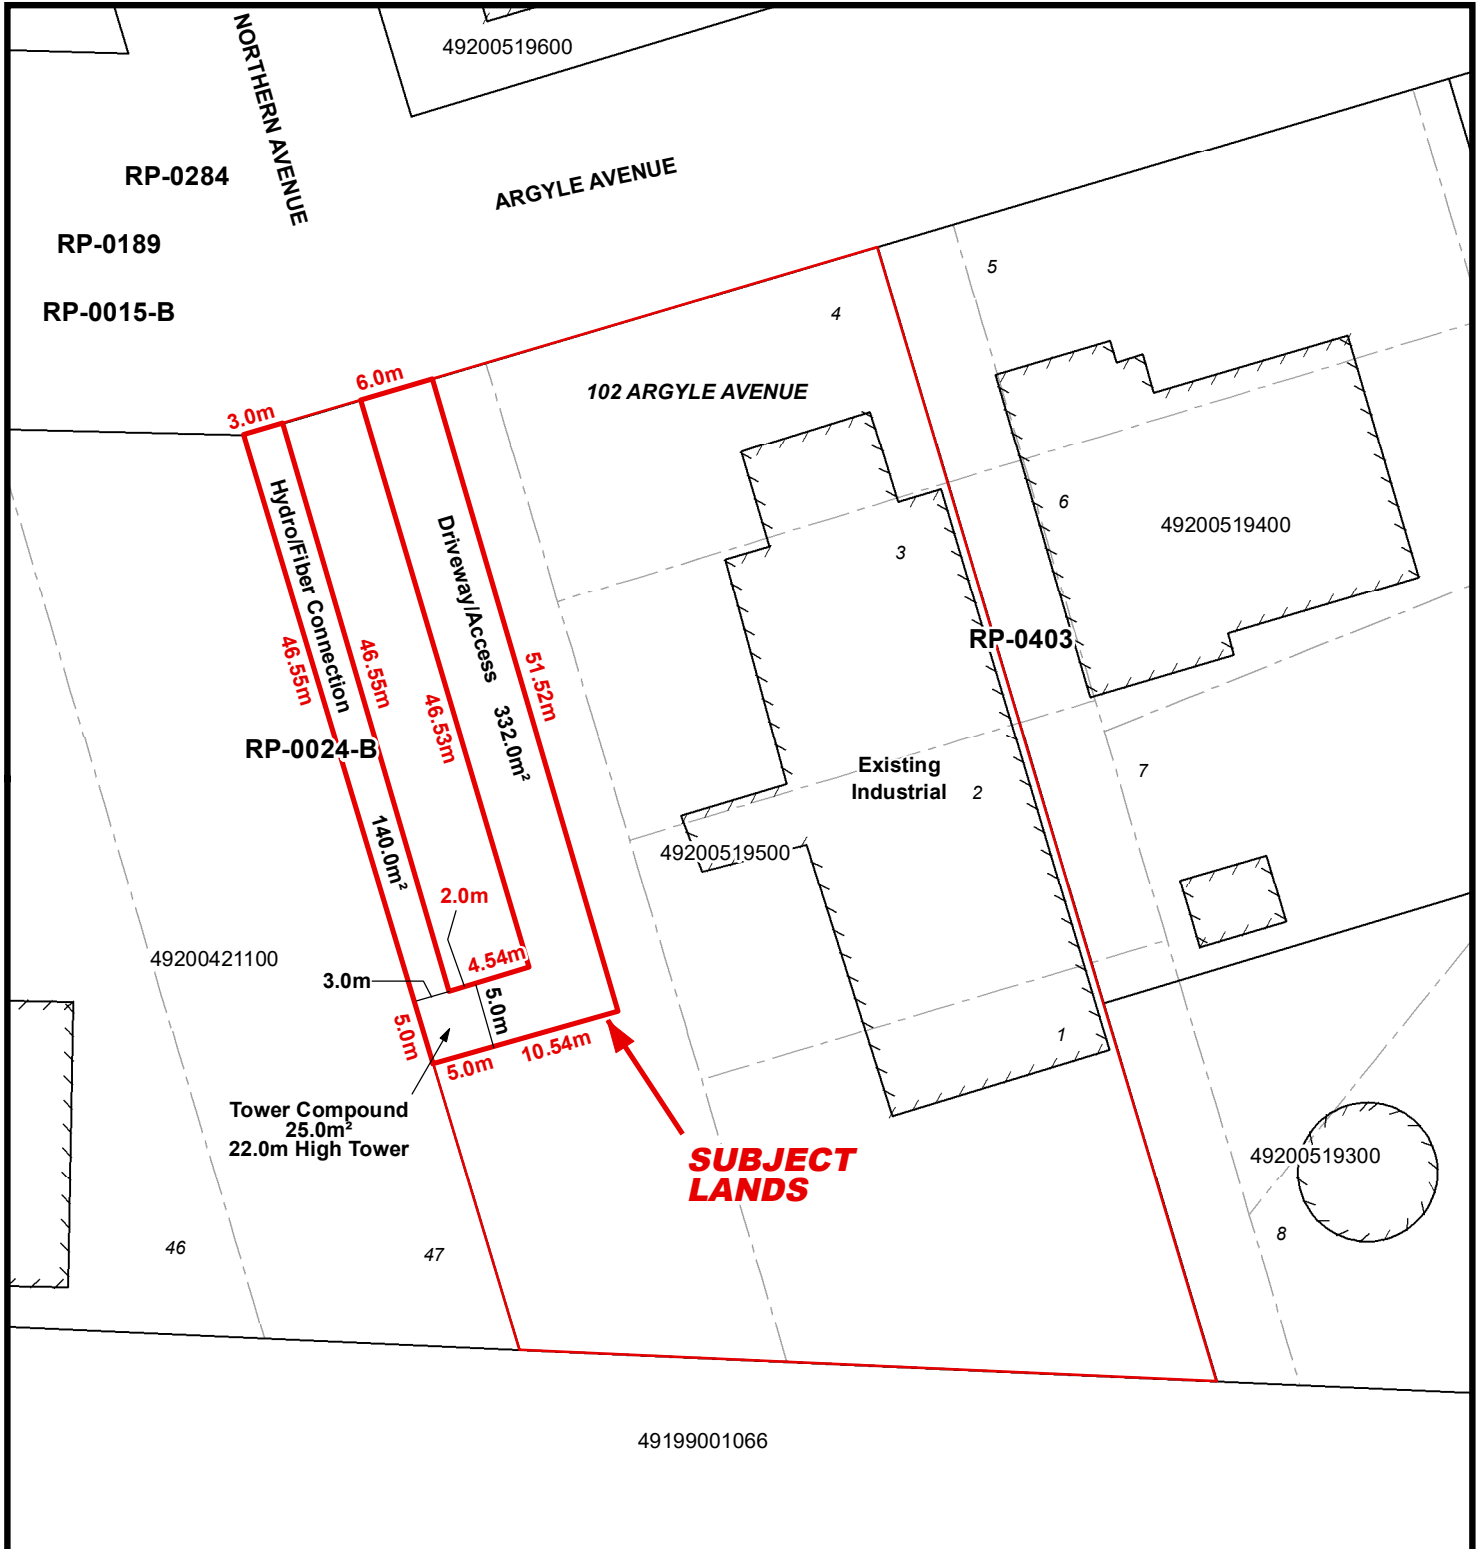 49200519600
NORTHERN AVENUE
ARGYLE AVENUE
RP-0284
RP-0189
RP-0015-B
5
4
102 ARGYLE AVENUE
6.0m
3.0m
Hydro/Fiber Connection
Driveway/Access 332.0m²
3
6
49200519400
RP-0403
46.55m
46.55m
46.53m
51.52m
RP-0024-B
Existing
Industrial
2
7
140.0m²
49200519500
2.0m
4.54m
49200421100
3.0m
5.0m
5.0m
5.0m
10.54m
1
Tower Compound
25.0m²
22.0m High Tower
SUBJECT
LANDS
49200519300
8
46
47
49199001066